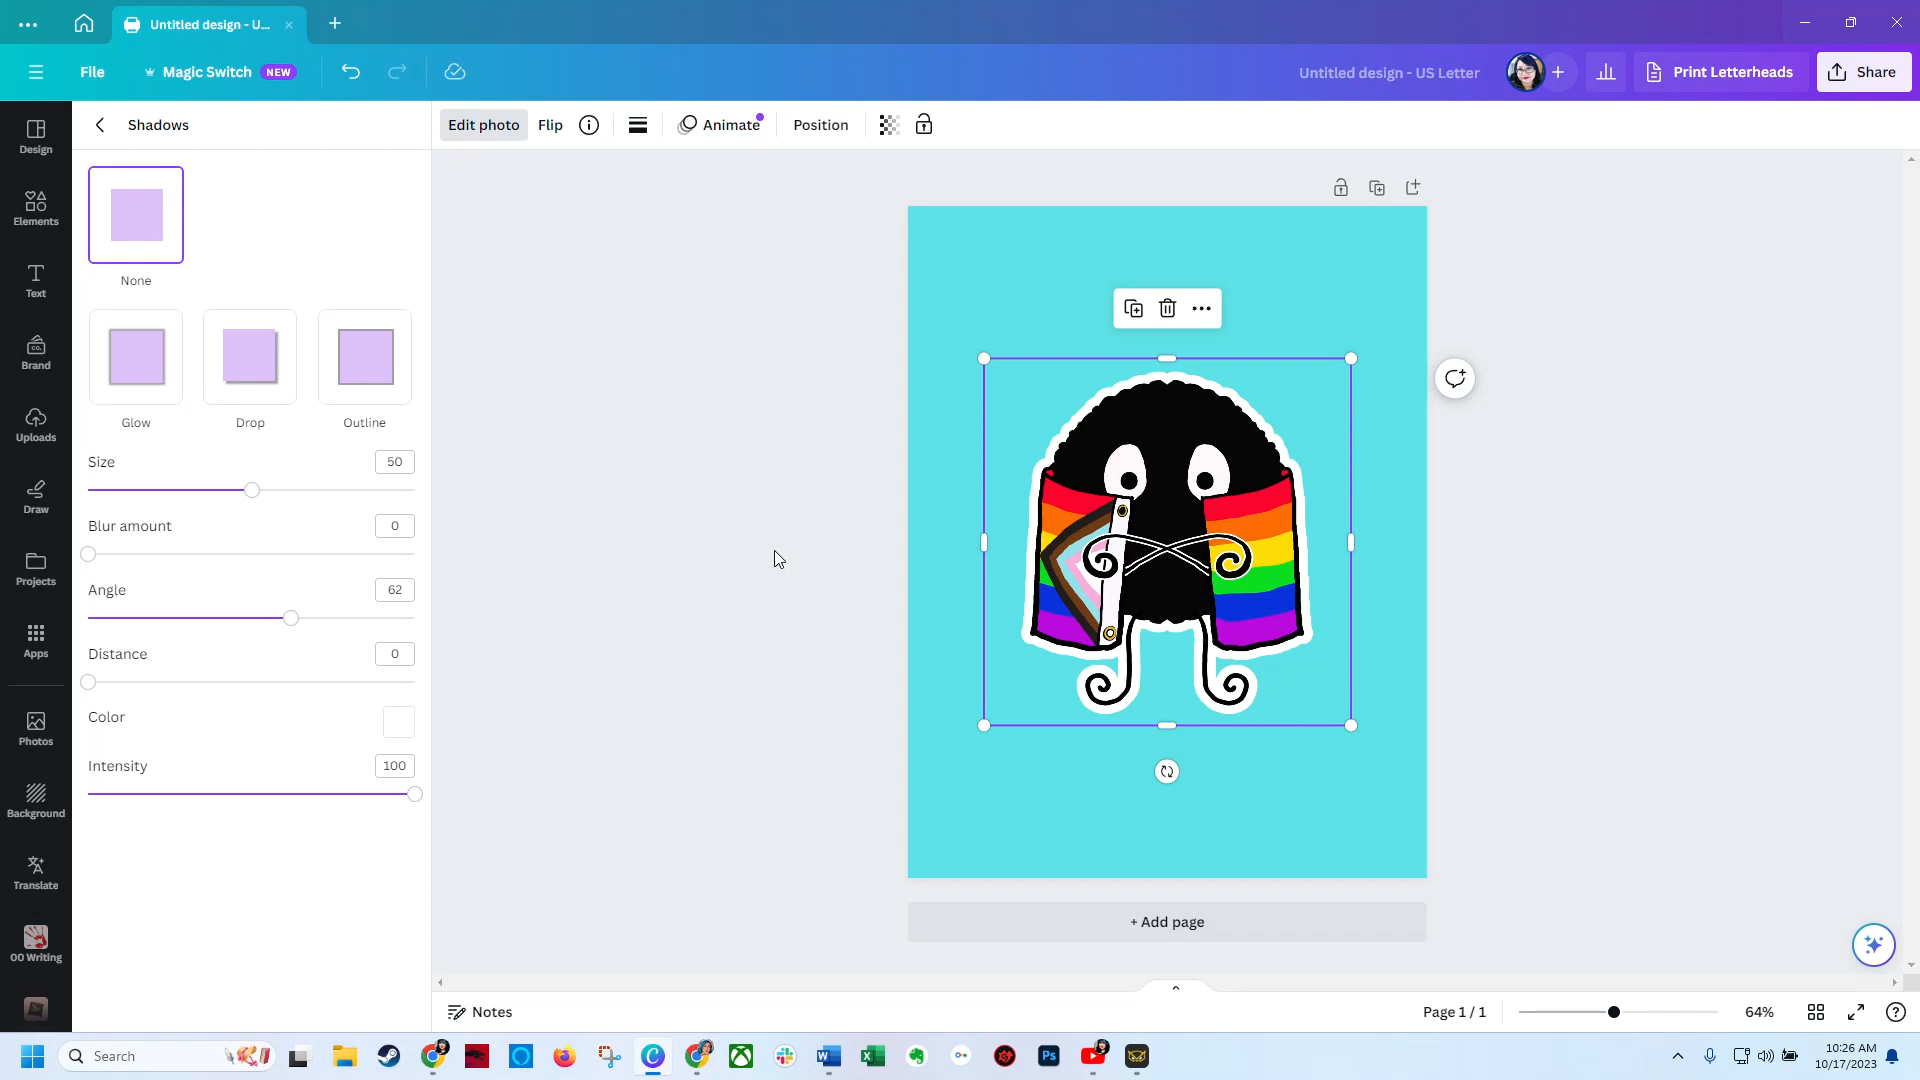 Untitled design - U...
File
Magic Switch NEW
Untitled design - US Letter
Print Letterheads
Share
Design
Elements
Text
CO.
Brand
Uploads
Draw
Projects
Apps
Photos
Background
Translate
OO Writing
Shadows
None
Glow
Drop
Outline
Size 50
Blur amount 0
Angle 62
Distance 0
Color
Intensity 100
Edit photo
Flip
Animate
Position
+ Add page
Notes
Page 1 / 1
64%
Search
Ps
10:26 AM
10/17/2023